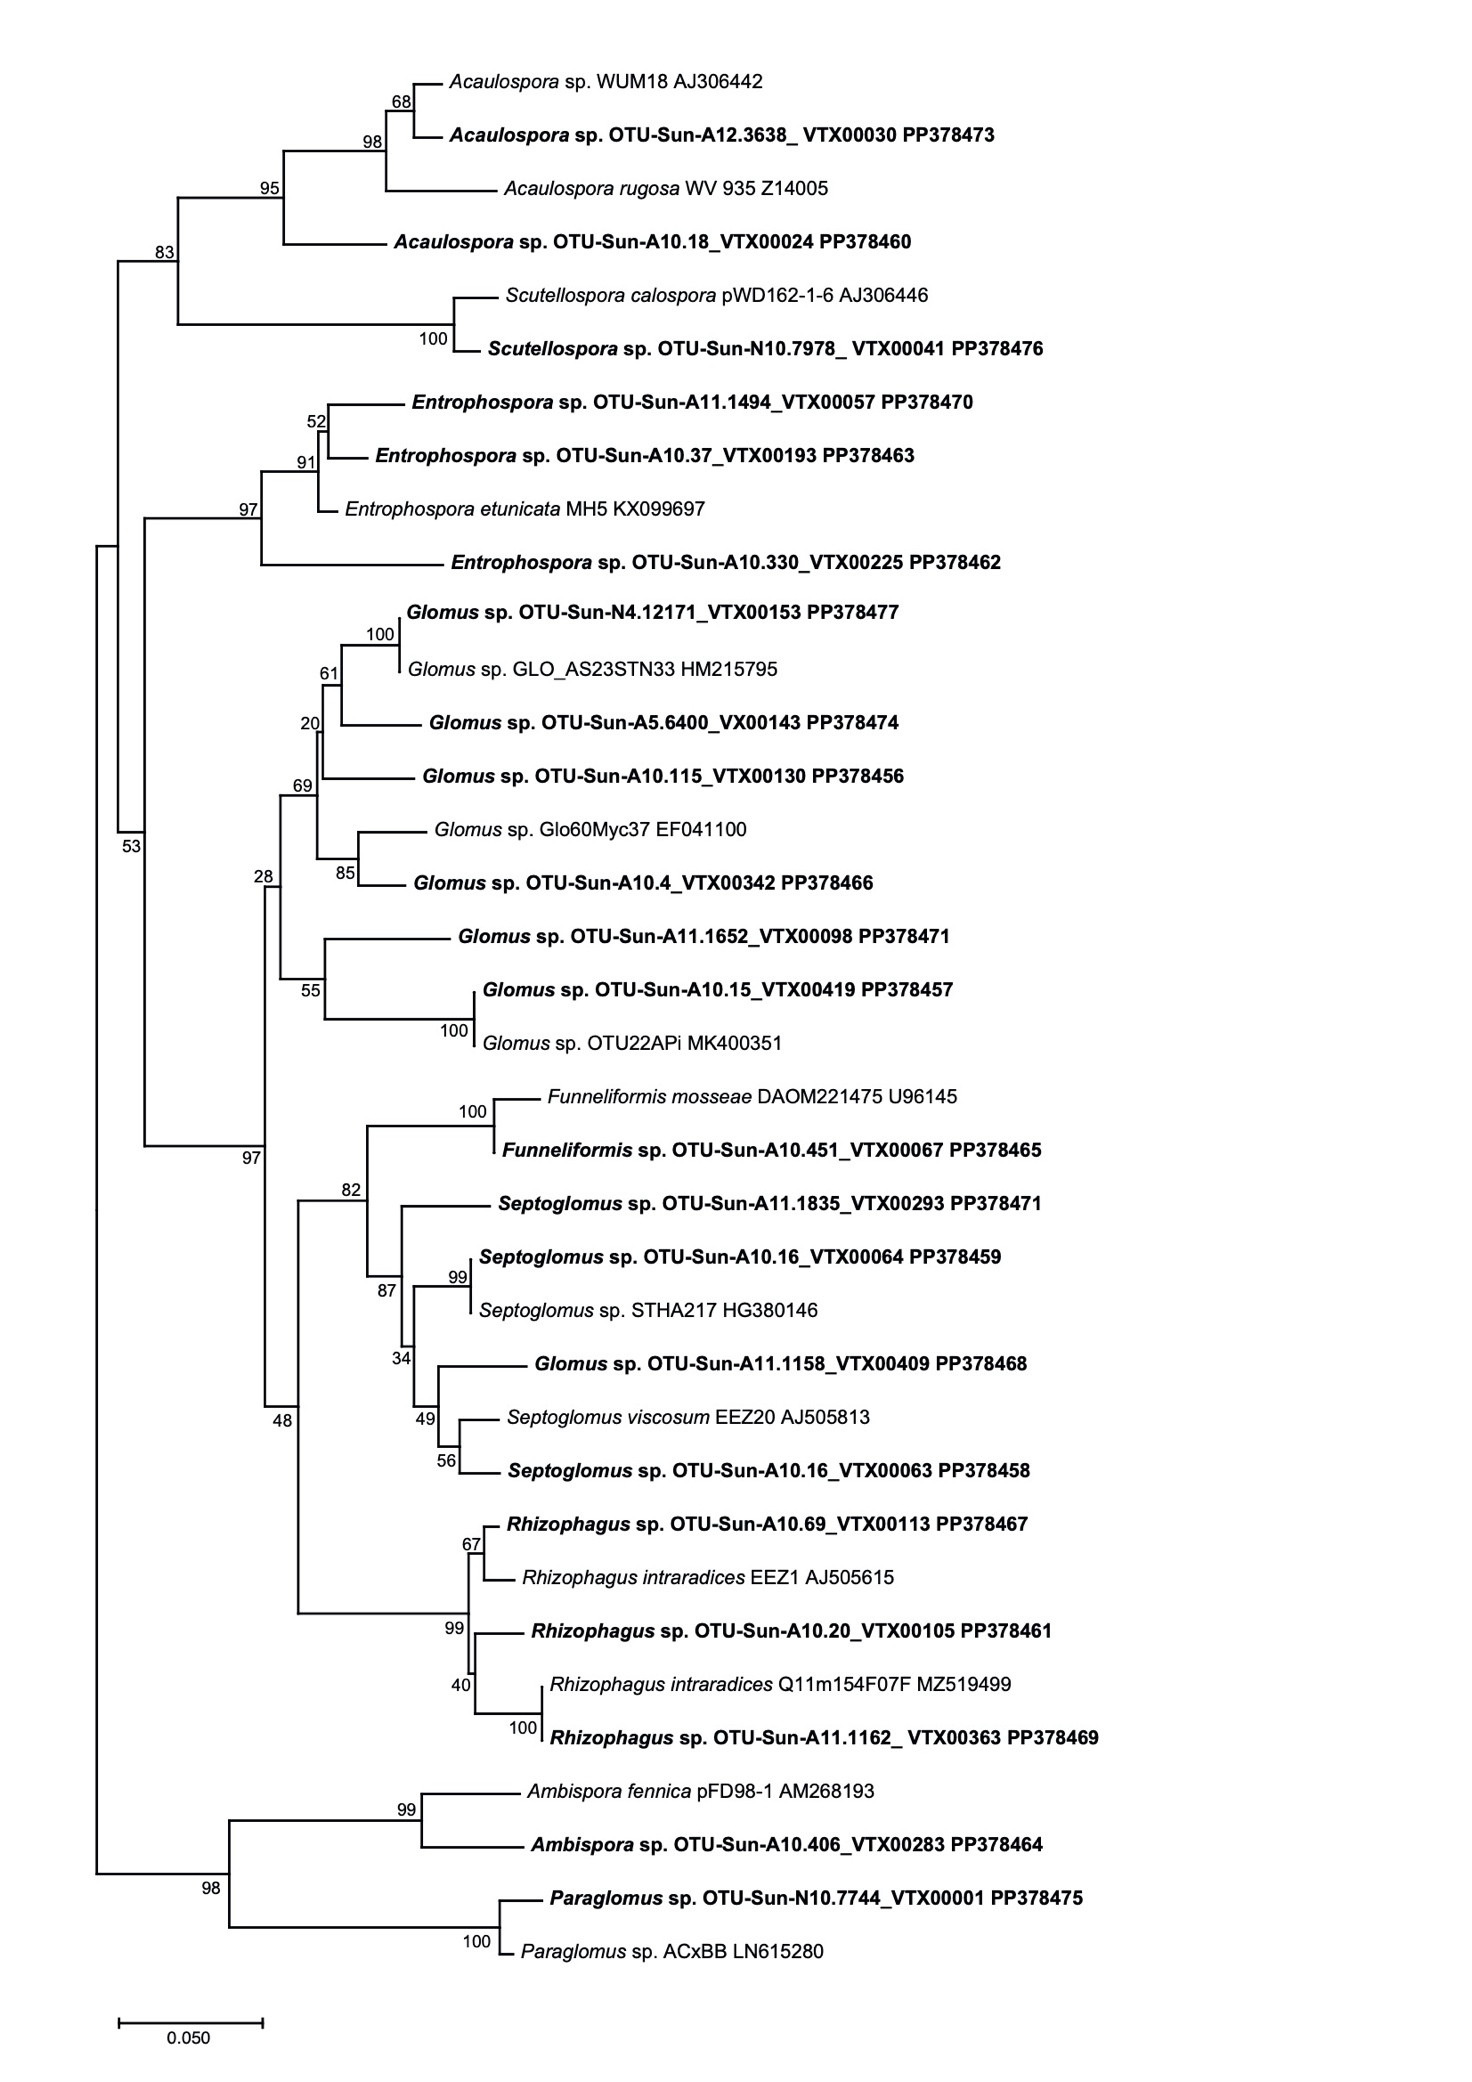 Acaulospora sp. WUM18 AJ306442
68
Acaulospora sp. OTU-Sun-A12.3638_ VTX00030 PP378473
98
Acaulospora rugosa WV 935 Z14005
95
Acaulospora sp. OTU-Sun-A10.18_VTX00024 PP378460
83
Scutellospora calospora pWD162-1-6 AJ306446
100
Scutellospora sp. OTU-Sun-N10.7978_ VTX00041 PP378476
Entrophospora sp. OTU-Sun-A11.1494_VTX00057 PP378470
52
Entrophospora sp. OTU-Sun-A10.37_VTX00193 PP378463
91
Entrophospora etunicata MH5 KX099697
97
Entrophospora sp. OTU-Sun-A10.330_VTX00225 PP378462
Glomus sp. OTU-Sun-N4.12171_VTX00153 PP378477
100
Glomus sp. GLO_AS23STN33 HM215795
61
Glomus sp. OTU-Sun-A5.6400_VX00143 PP378474
20
Glomus sp. OTU-Sun-A10.115_VTX00130 PP378456
69
Glomus sp. Glo60Myc37 EF041100
53
85
Glomus sp. OTU-Sun-A10.4_VTX00342 PP378466
28
Glomus sp. OTU-Sun-A11.1652_VTX00098 PP378471
55
Glomus sp. OTU-Sun-A10.15_VTX00419 PP378457
100
Glomus sp. OTU22APi MK400351
Funneliformis mosseae DAOM221475 U96145
100
Funneliformis sp. OTU-Sun-A10.451_VTX00067 PP378465
97
82
Septoglomus sp. OTU-Sun-A11.1835_VTX00293 PP378471
Septoglomus sp. OTU-Sun-A10.16_VTX00064 PP378459
99
87
Septoglomus sp. STHA217 HG380146
34
Glomus sp. OTU-Sun-A11.1158_VTX00409 PP378468
48
49
Septoglomus viscosum EEZ20 AJ505813
56
Septoglomus sp. OTU-Sun-A10.16_VTX00063 PP378458
Rhizophagus sp. OTU-Sun-A10.69_VTX00113 PP378467
67
Rhizophagus intraradices EEZ1 AJ505615
99
Rhizophagus sp. OTU-Sun-A10.20_VTX00105 PP378461
40
Rhizophagus intraradices Q11m154F07F MZ519499
100
Rhizophagus sp. OTU-Sun-A11.1162_ VTX00363 PP378469
Ambispora fennica pFD98-1 AM268193
99
Ambispora sp. OTU-Sun-A10.406_VTX00283 PP378464
98
Paraglomus sp. OTU-Sun-N10.7744_VTX00001 PP378475
100
Paraglomus sp. ACxBB LN615280
0.050